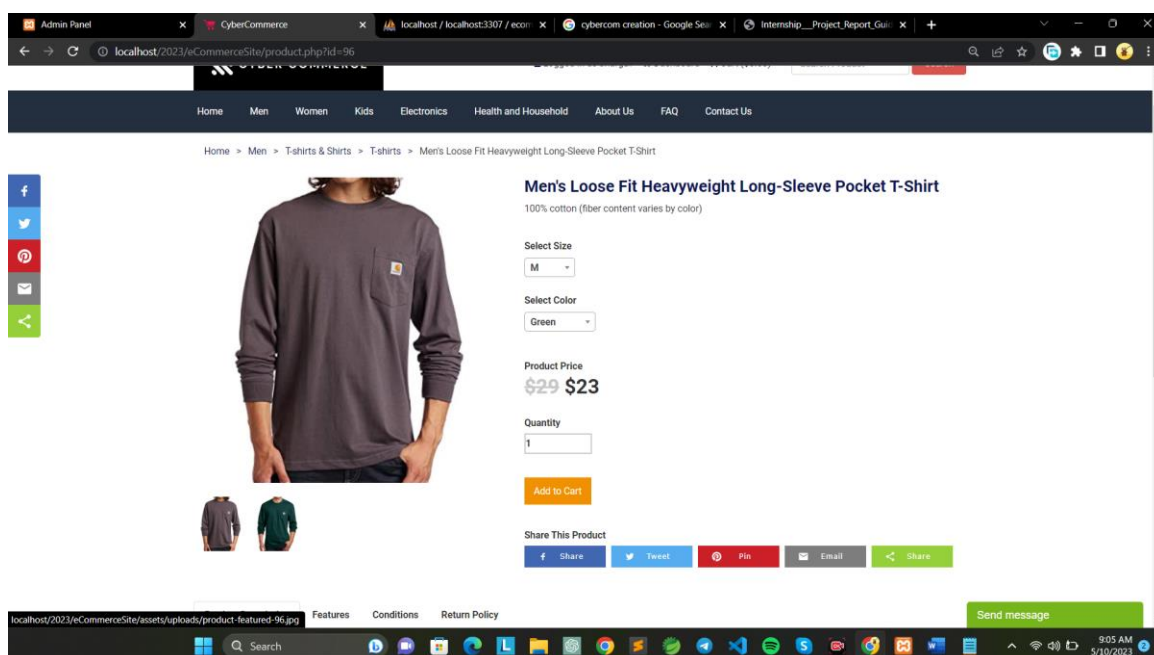 Admin Panel
CyberCommerce
localhost / localhost:3307 / ecom
cybercom creation - Google Sear
Internship__Project_Report_Guid
localhost/2023/eCommerceSite/product.php?id=96
CYBER COMMERCE
Home Men Women Kids Electronics Health and Household About Us FAQ Contact Us
Home > Men > T-shirts & Shirts > T-shirts > Men's Loose Fit Heavyweight Long-Sleeve Pocket T-Shirt
Men's Loose Fit Heavyweight Long-Sleeve Pocket T-Shirt
100% cotton (fiber content varies by color)
Select Size
M
Select Color
Green
Product Price
$29 $23
Quantity
1
Add to Cart
Share This Product
Share Tweet Pin Email Share
Features Conditions Return Policy
Send message
localhost/2023/eCommerceSite/assets/uploads/product-featured-96.jpg
Search
9:05 AM
5/10/2023
2